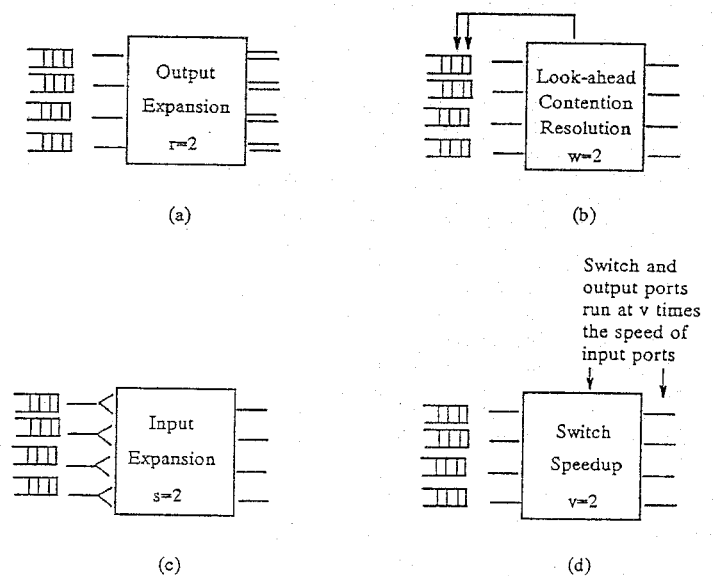 Output
Expansion
r=2
(a)
Look-ahead
Contention
Resolution
w=2
(b)
Input
Expansion
s=2
(c)
Switch and
output ports
run at v times
the speed of
input ports
Switch
Speedup
v=2
(d)